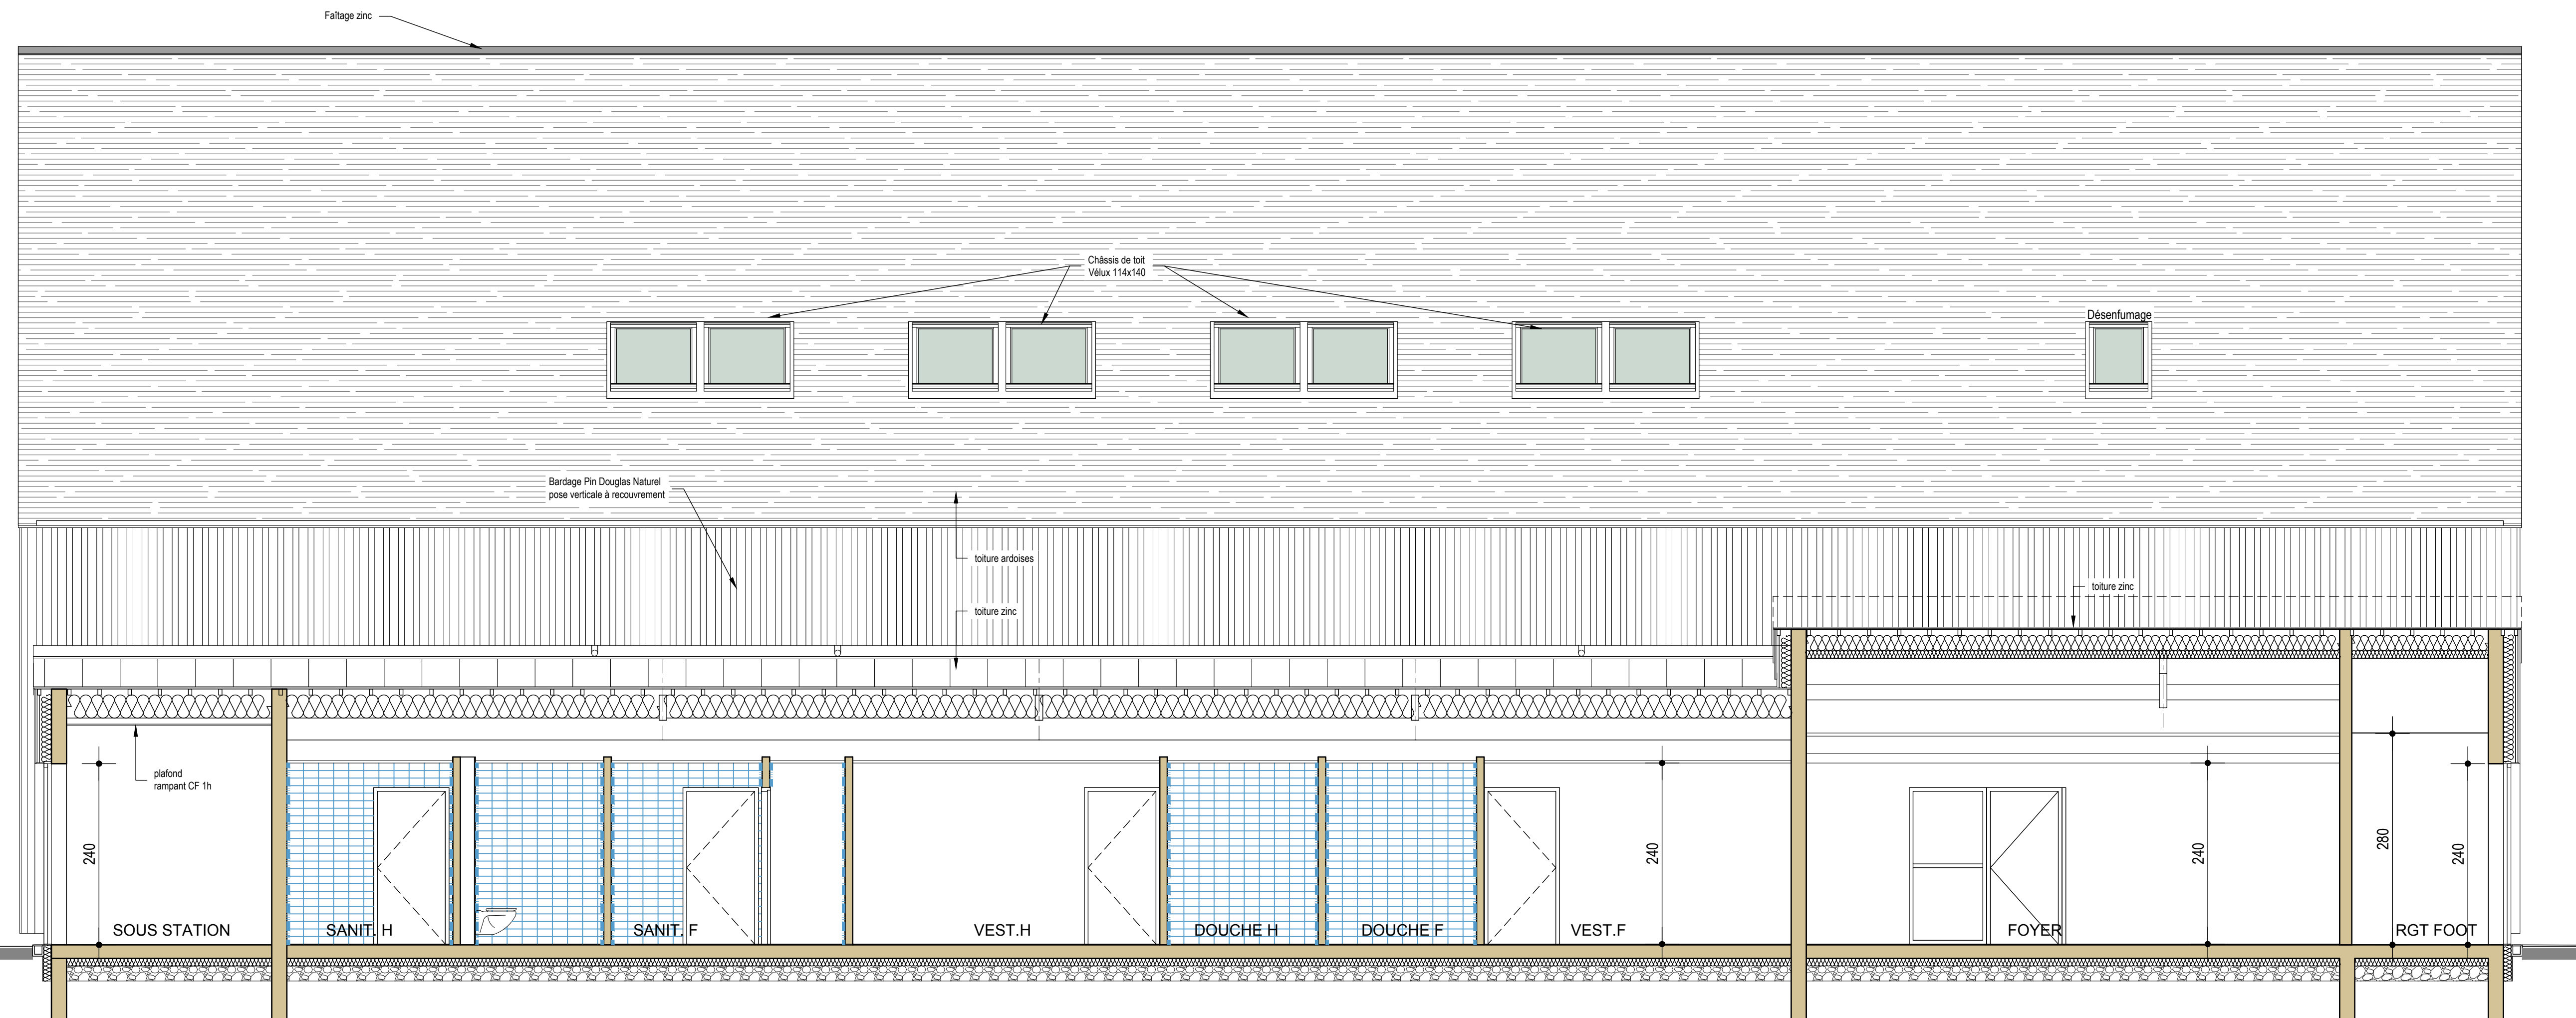 Faîtage zinc
Châssis de toit
Vélux 114x140
Désenfumage
Bardage Pin Douglas Naturel
pose verticale à recouvrement
toiture ardoises
toiture zinc
toiture zinc
plafond
rampant CF 1h
240
240
240
280
240
SOUS STATION
SANIT. H
SANIT. F
VEST.H
DOUCHE H
DOUCHE F
VEST.F
FOYER
RGT FOOT